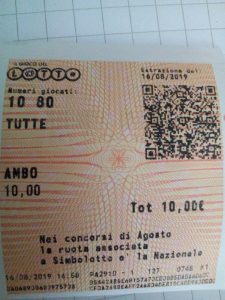 IL GIOCO DEL
LOTTO
Estrazione del:
16/08/2019
Numeri giocati:
10 80
TUTTE
AMBO
10,00
Tot 10,00€
Nei concorsi di Agosto
la ruota associata
a Simbolotto e' la Nazionale
16/08/2019 16:50